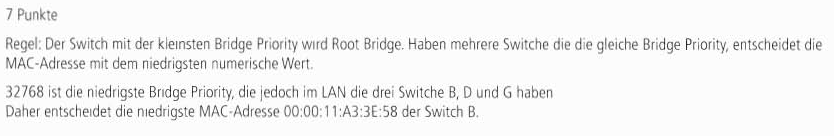 7 Punkte
Regel: Der Switch mit der kleinsten Bridge Priority wird Root Bridge. Haben mehrere Switche die die gleiche Bridge Priority, entscheidet die
MAC-Adresse mit dem niedrigsten numerische Wert.
32768 ist die niedrigste Bridge Priority, die jedoch im LAN die drei Switche B, D und G haben
Daher entscheidet die niedrigste MAC-Adresse 00:00:11:A3:3E:58 der Switch B.